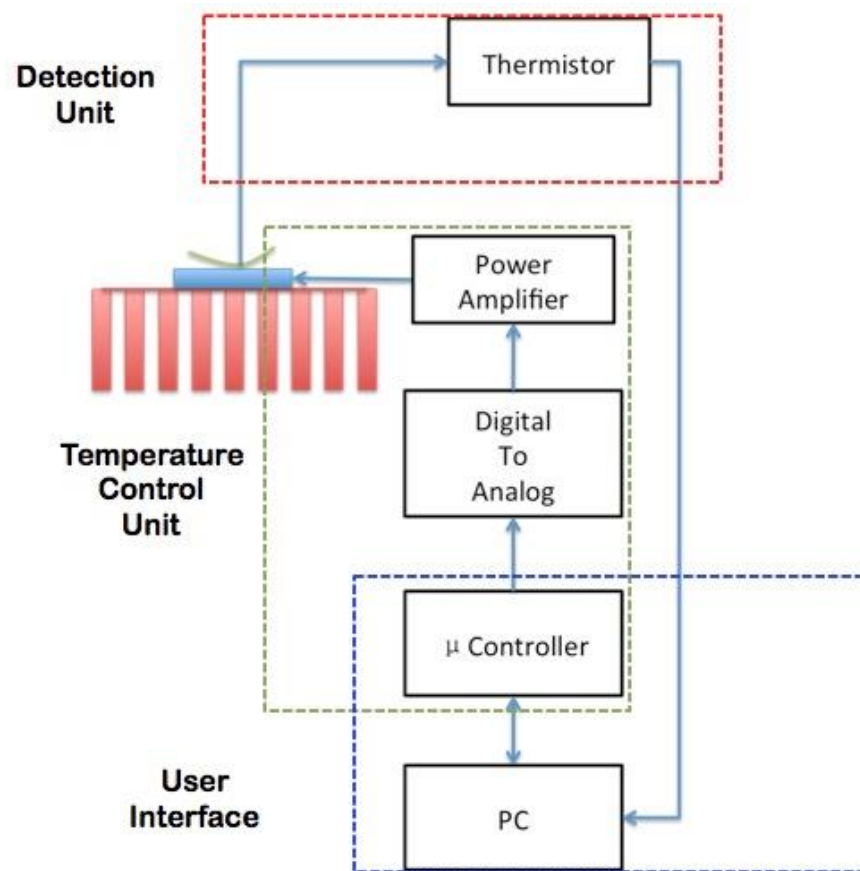 Detection
Unit
Thermistor
Power
Amplifier
Digital
To
Analog
Temperature
Control
Unit
μ Controller
User
Interface
PC